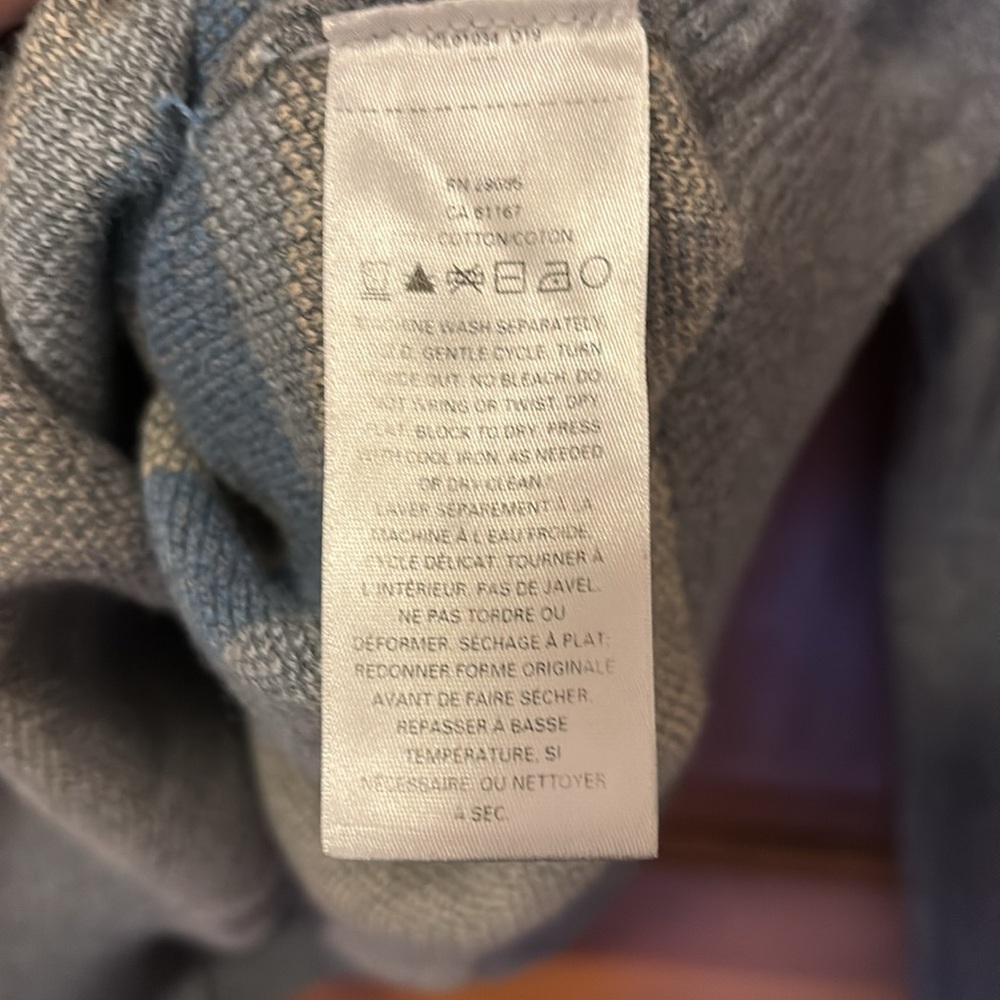 CA 61167
COTTON/COTON
MACHINE WASH SEPARATELY,
COLD, GENTLE CYCLE. TURN
INSIDE OUT. NO BLEACH. DO
NOT WRING OR TWIST. DRY
FLAT. BLOCK TO DRY. PRESS
WITH COOL IRON, AS NEEDED
OR DRY CLEAN.
LAVER SÉPARÉMENT À LA
MACHINE À L'EAU FROIDE,
CYCLE DÉLICAT. TOURNER À
L'INTÉRIEUR. PAS DE JAVEL.
NE PAS TORDRE OU
DÉFORMER. SÉCHAGE À PLAT;
REDONNER FORME ORIGINALE
AVANT DE FAIRE SÉCHER.
REPASSER À BASSE
TEMPÉRATURE, SI
NÉCESSAIRE, OU NETTOYER
À SEC.